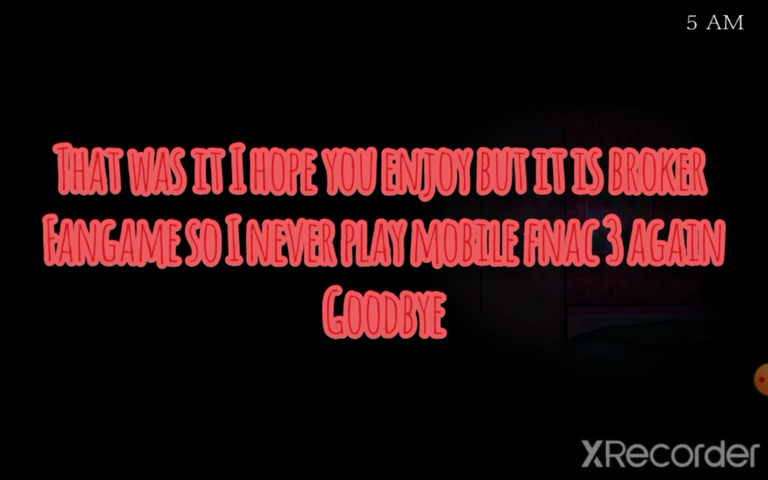 5 AM
That was it I hope you enjoy but it is broker
Fangame so I never play mobile fnac 3 again
Goodbye
XRecorder